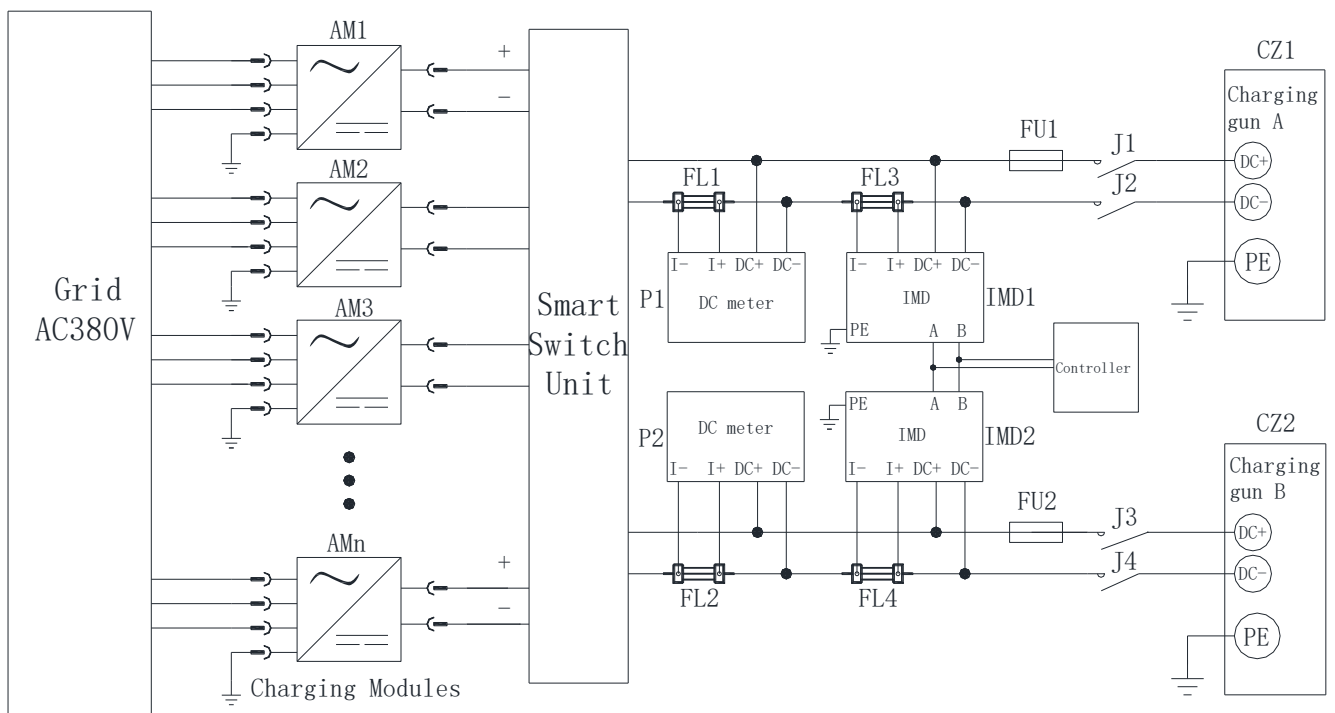 Grid
AC380V
AM1
AM2
AM3
AMn
Charging Modules
+
−
+
−
Smart
Switch
Unit
FL1
FL3
FU1
J1
J2
CZ1
Charging
gun A
DC+
DC-
PE
I- I+ DC+ DC-
DC meter
P1
I- I+ DC+ DC-
IMD
IMD1
PE
A B
Controller
DC meter
P2
I- I+ DC+ DC-
PE
A B
IMD
IMD2
I- I+ DC+ DC-
FL2
FL4
FU2
J3
J4
CZ2
Charging
gun B
DC+
DC-
PE